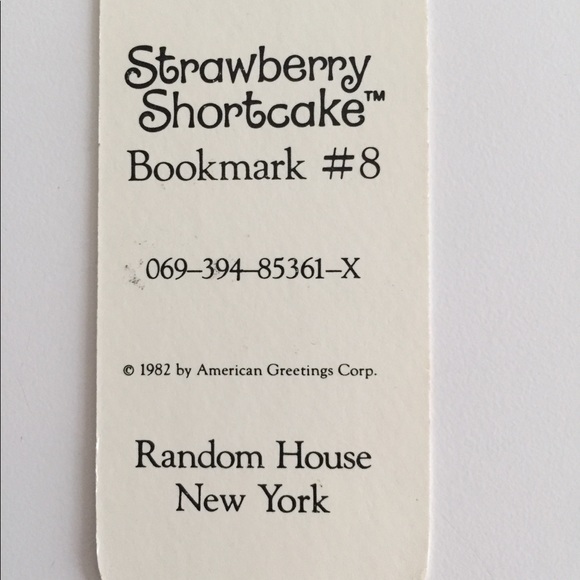 Strawberry
Shortcake™
Bookmark #8
069–394–85361–X
© 1982 by American Greetings Corp.
Random House
New York